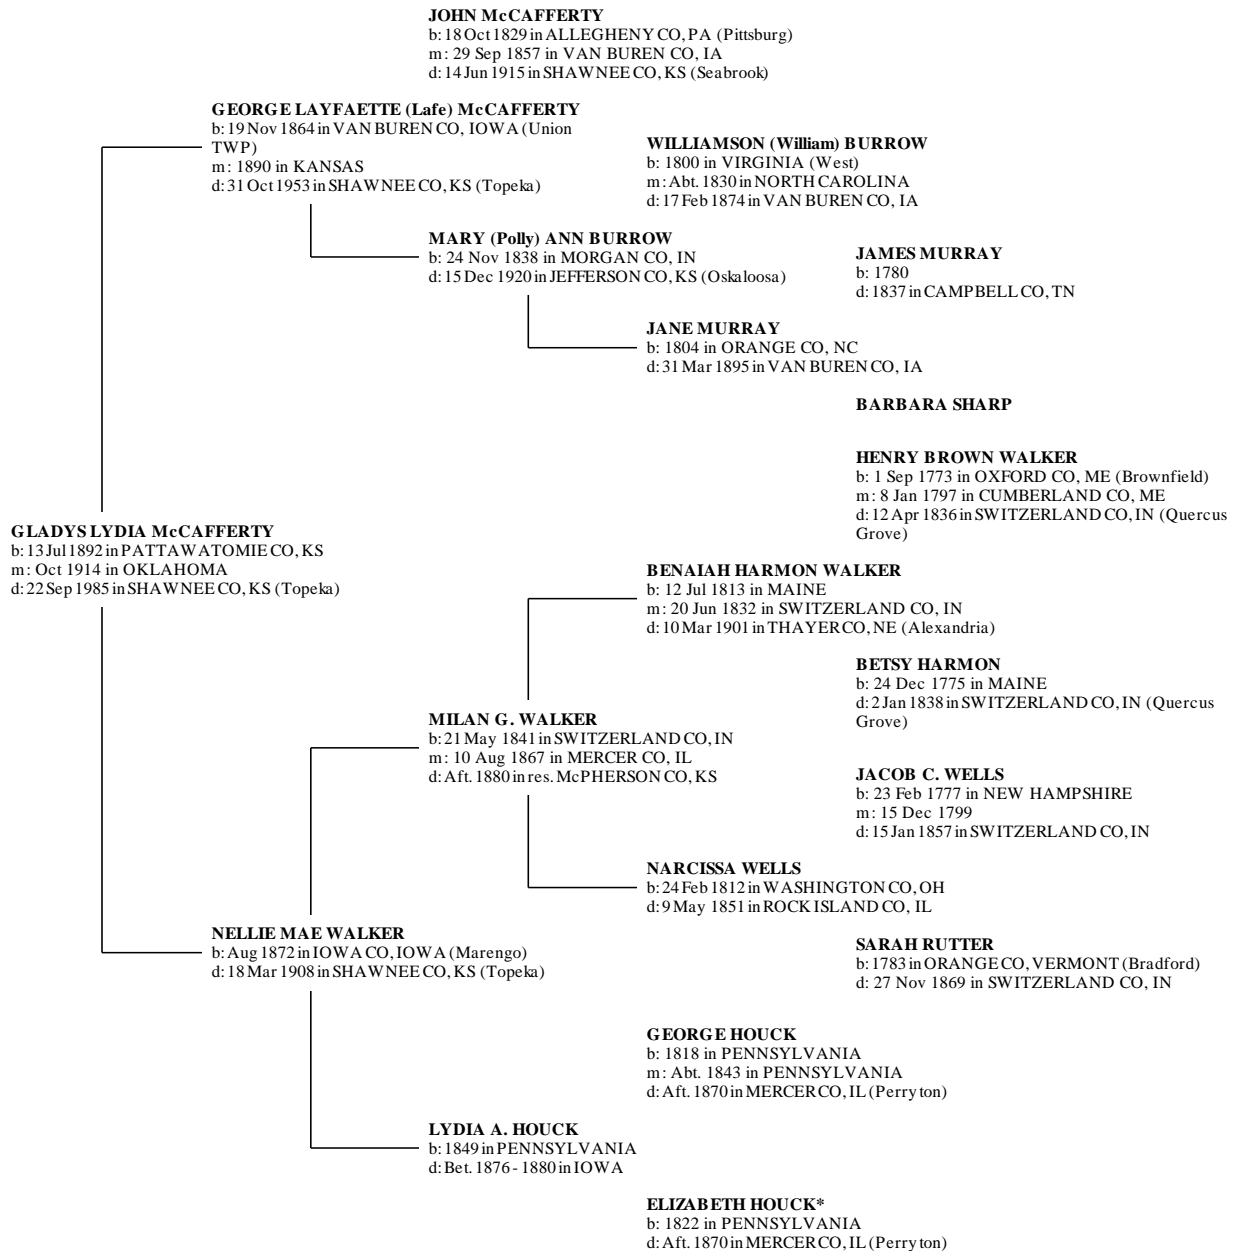 JOHN McCAFFERTY
b: 18 Oct 1829 in ALLEGHENY CO, PA (Pittsburg)
m: 29 Sep 1857 in VAN BUREN CO, IA
d: 14 Jun 1915 in SHAWNEE CO, KS (Seabrook)
GEORGE LAYFAETTE (Lafe) McCAFFERTY
b: 19 Nov 1864 in VAN BUREN CO, IOWA (Union
TWP)
m: 1890 in KANSAS
d: 31 Oct 1953 in SHAWNEE CO, KS (Topeka)
WILLIAMSON (William) BURROW
b: 1800 in VIRGINIA (West)
m: Abt. 1830 in NORTH CAROLINA
d: 17 Feb 1874 in VAN BUREN CO, IA
MARY (Polly) ANN BURROW
b: 24 Nov 1838 in MORGAN CO, IN
d: 15 Dec 1920 in JEFFERSON CO, KS (Oskaloosa)
JAMES MURRAY
b: 1780
d: 1837 in CAMPBELL CO, TN
JANE MURRAY
b: 1804 in ORANGE CO, NC
d: 31 Mar 1895 in VAN BUREN CO, IA
BARBARA SHARP
HENRY BROWN WALKER
b: 1 Sep 1773 in OXFORD CO, ME (Brownfield)
m: 8 Jan 1797 in CUMBERLAND CO, ME
d: 12 Apr 1836 in SWITZERLAND CO, IN (Quercus
Grove)
GLADYS LYDIA McCAFFERTY
b: 13 Jul 1892 in PATTAWATOMIE CO, KS
m: Oct 1914 in OKLAHOMA
d: 22 Sep 1985 in SHAWNEE CO, KS (Topeka)
BENAIAH HARMON WALKER
b: 12 Jul 1813 in MAINE
m: 20 Jun 1832 in SWITZERLAND CO, IN
d: 10 Mar 1901 in THAYER CO, NE (Alexandria)
BETSY HARMON
b: 24 Dec 1775 in MAINE
d: 2 Jan 1838 in SWITZERLAND CO, IN (Quercus
Grove)
MILAN G. WALKER
b: 21 May 1841 in SWITZERLAND CO, IN
m: 10 Aug 1867 in MERCER CO, IL
d: Aft. 1880 in res. McPHERSON CO, KS
JACOB C. WELLS
b: 23 Feb 1777 in NEW HAMPSHIRE
m: 15 Dec 1799
d: 15 Jan 1857 in SWITZERLAND CO, IN
NARCISSA WELLS
b: 24 Feb 1812 in WASHINGTON CO, OH
d: 9 May 1851 in ROCK ISLAND CO, IL
NELLIE MAE WALKER
b: Aug 1872 in IOWA CO, IOWA (Marengo)
d: 18 Mar 1908 in SHAWNEE CO, KS (Topeka)
SARAH RUTTER
b: 1783 in ORANGE CO, VERMONT (Bradford)
d: 27 Nov 1869 in SWITZERLAND CO, IN
GEORGE HOUCK
b: 1818 in PENNSYLVANIA
m: Abt. 1843 in PENNSYLVANIA
d: Aft. 1870 in MERCER CO, IL (Perryton)
LYDIA A. HOUCK
b: 1849 in PENNSYLVANIA
d: Bet. 1876 - 1880 in IOWA
ELIZABETH HOUCK*
b: 1822 in PENNSYLVANIA
d: Aft. 1870 in MERCER CO, IL (Perryton)